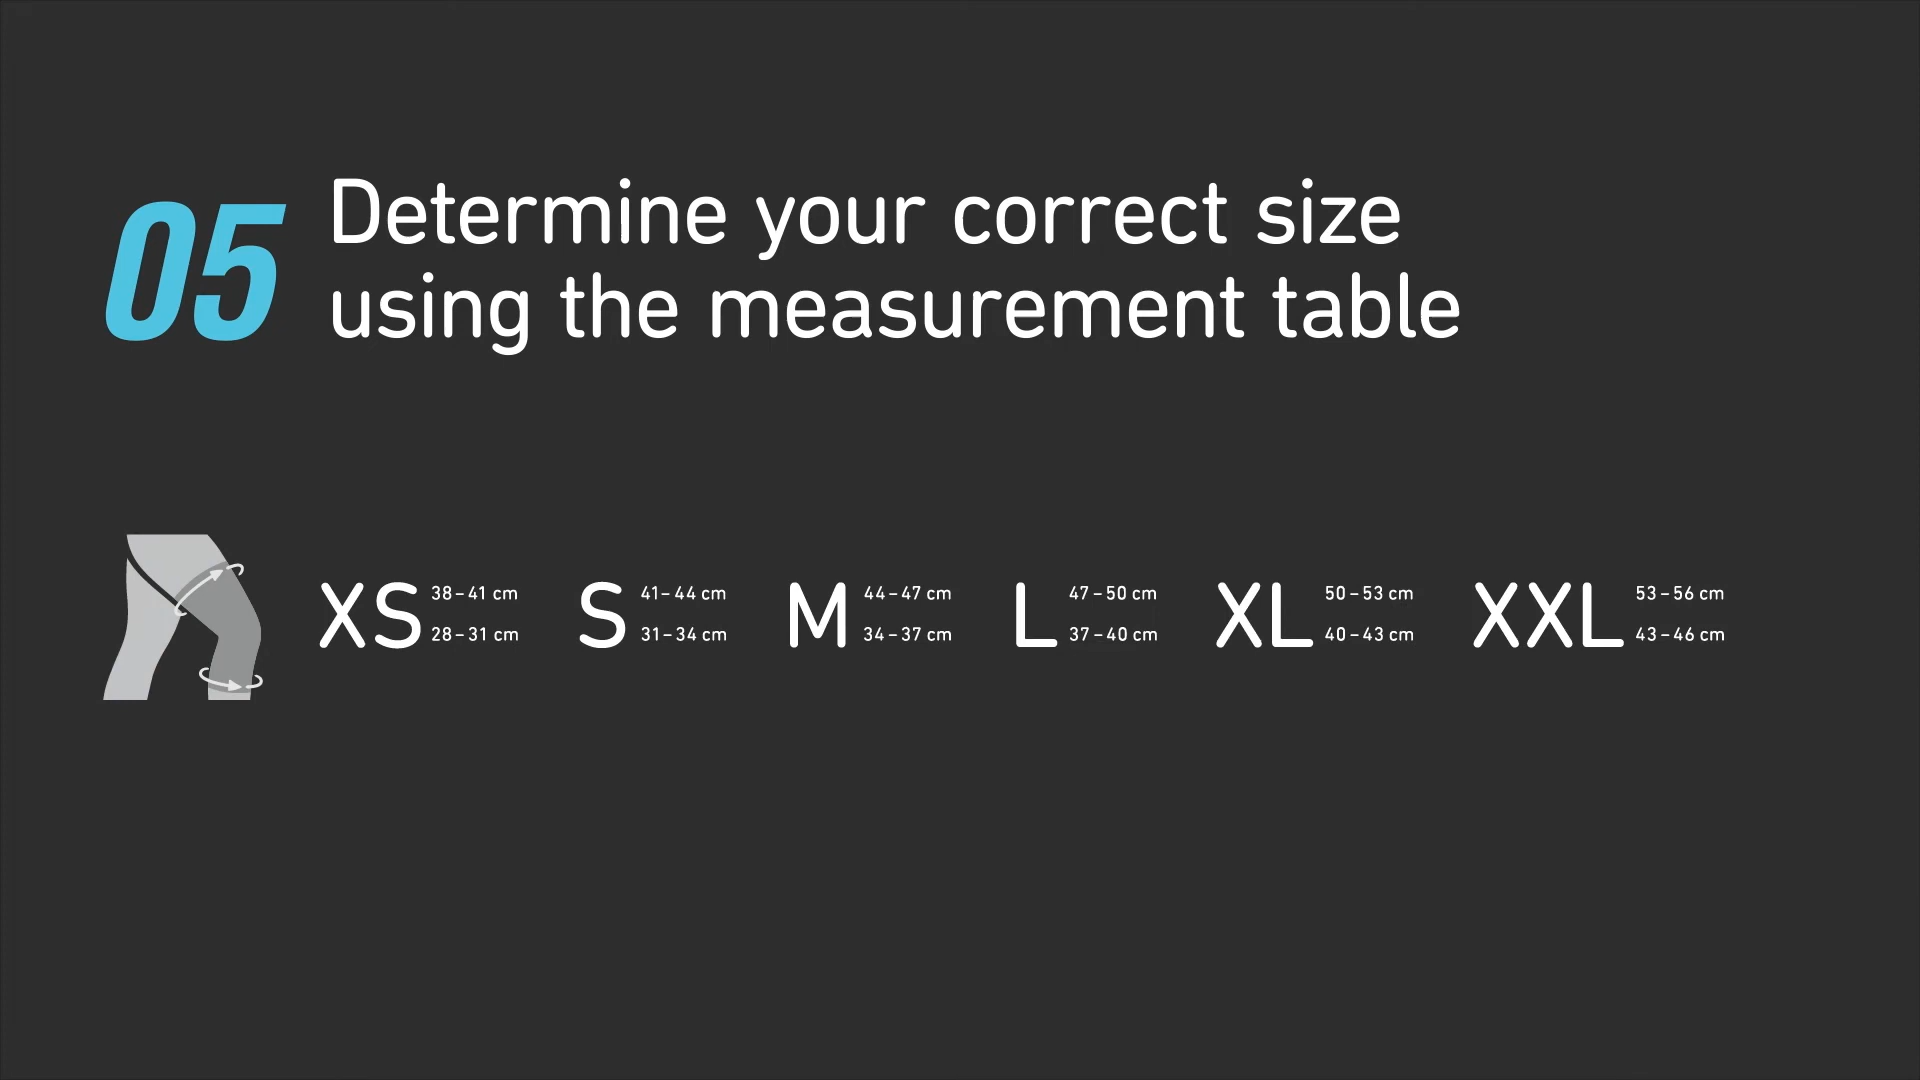 05 Determine your correct size
using the measurement table
XS 38–41 cm 28–31 cm
S 41–44 cm 31–34 cm
M 44–47 cm 34–37 cm
L 47–50 cm 37–40 cm
XL 50–53 cm 40–43 cm
XXL 53–56 cm 43–46 cm